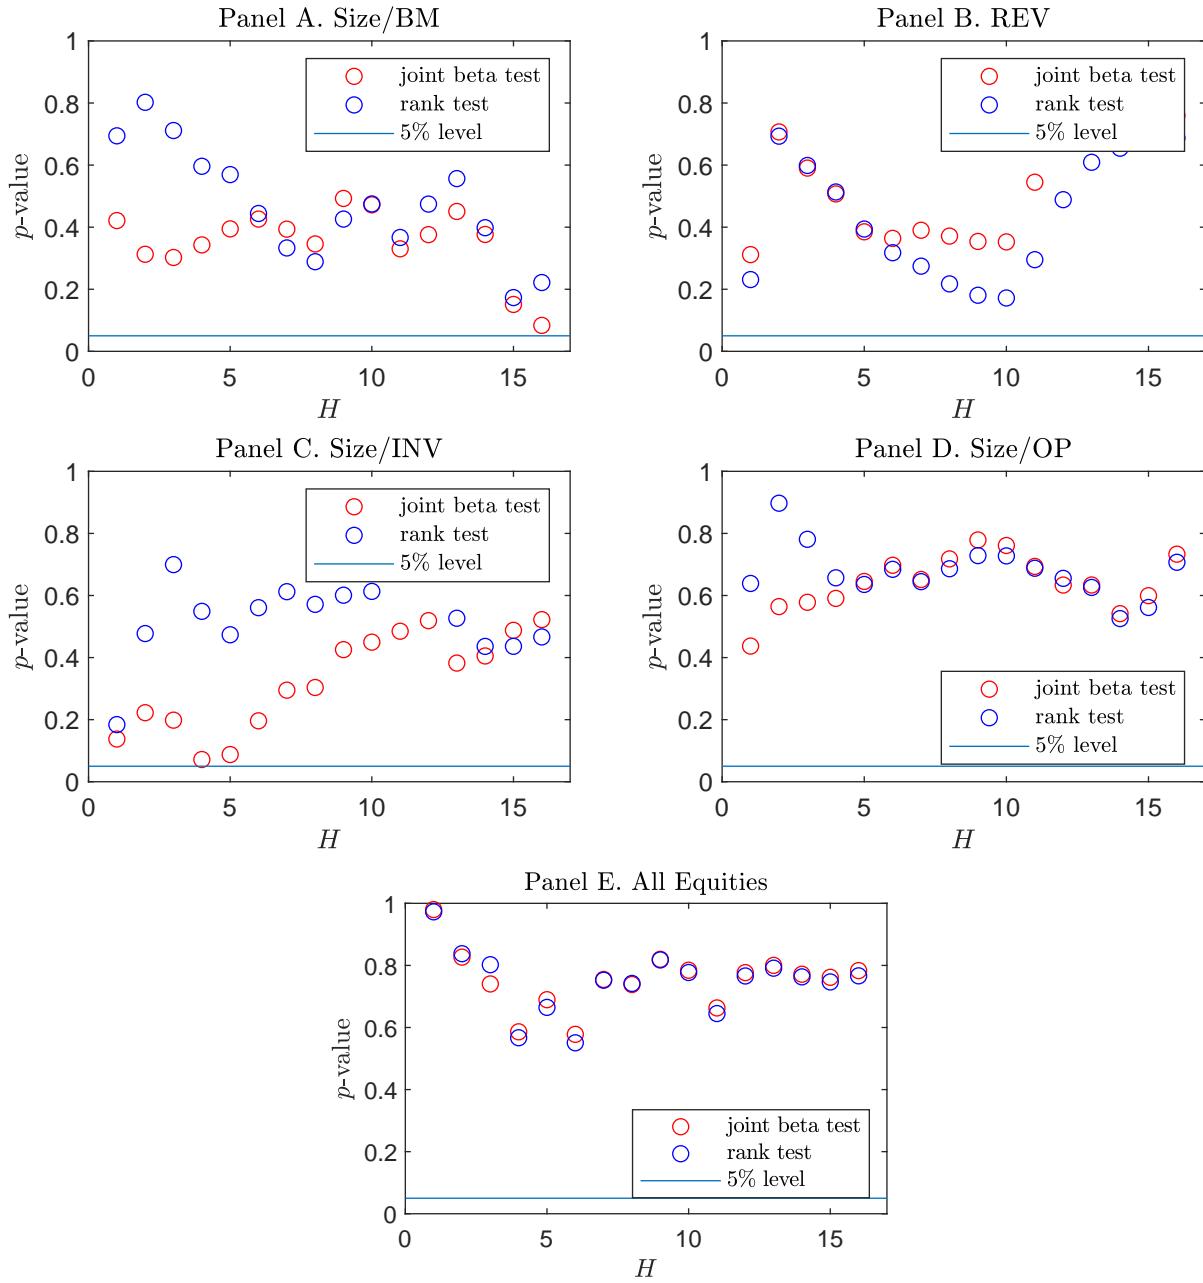 Panel A. Size/BM
1
0.8
0.6
0.4
0.2
0
p-value
joint beta test
rank test
5% level
0 5 10 15
H
Panel B. REV
1
0.8
0.6
0.4
0.2
0
p-value
joint beta test
rank test
5% level
0 5 10 15
H
Panel C. Size/INV
1
0.8
0.6
0.4
0.2
0
p-value
joint beta test
rank test
5% level
0 5 10 15
H
Panel D. Size/OP
1
0.8
0.6
0.4
0.2
0
p-value
joint beta test
rank test
5% level
0 5 10 15
H
Panel E. All Equities
1
0.8
0.6
0.4
0.2
0
p-value
joint beta test
rank test
5% level
0 5 10 15
H